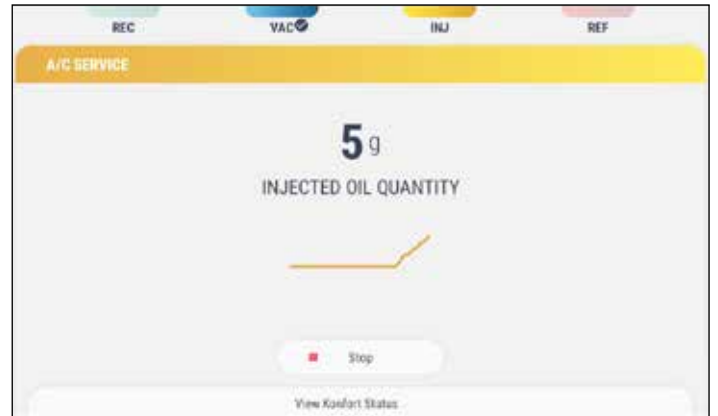 REC VAC INJ REF
A/C SERVICE
5 g
INJECTED OIL QUANTITY
Stop
View Konfort Status